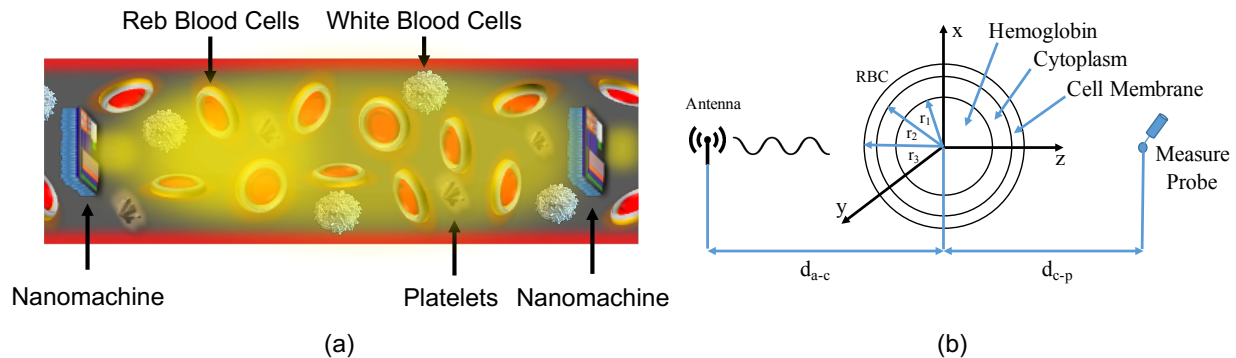 Reb Blood Cells
White Blood Cells
Nanomachine
Platelets
Nanomachine
(a)
x
Hemoglobin
Cytoplasm
Cell Membrane
RBC
Antenna
r1
r2
r3
z
Measure
Probe
y
da-c
dc-p
(b)